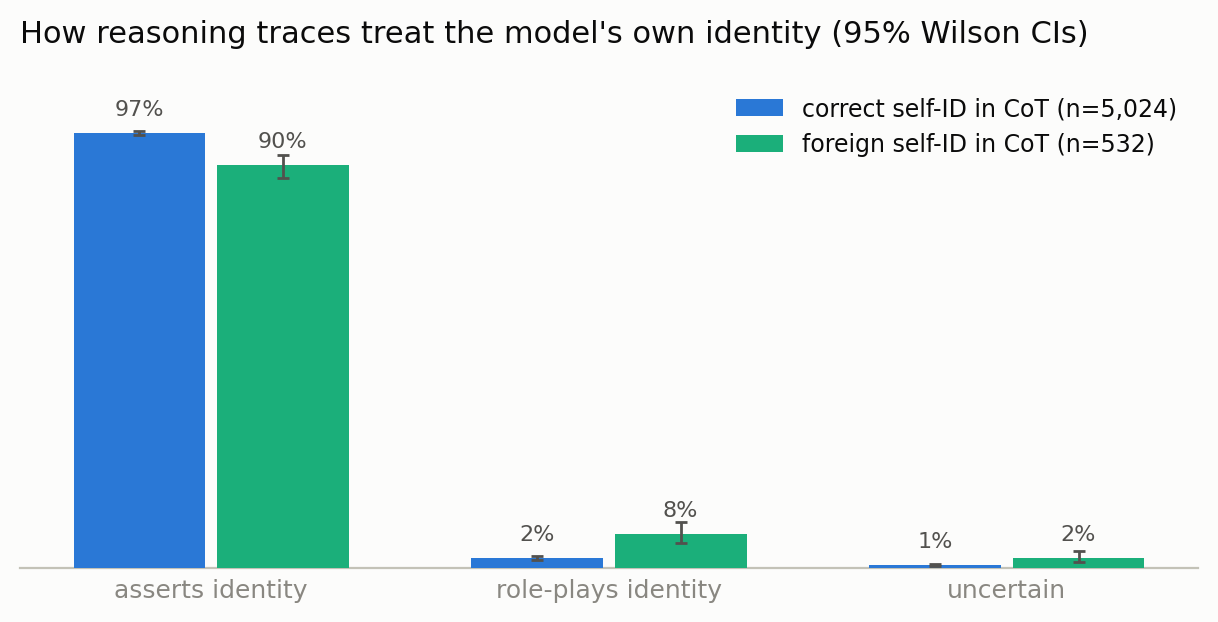 How reasoning traces treat the model's own identity (95% Wilson CIs)
correct self-ID in CoT (n=5,024)
foreign self-ID in CoT (n=532)
97%
90%
2%
8%
1%
2%
asserts identity
role-plays identity
uncertain